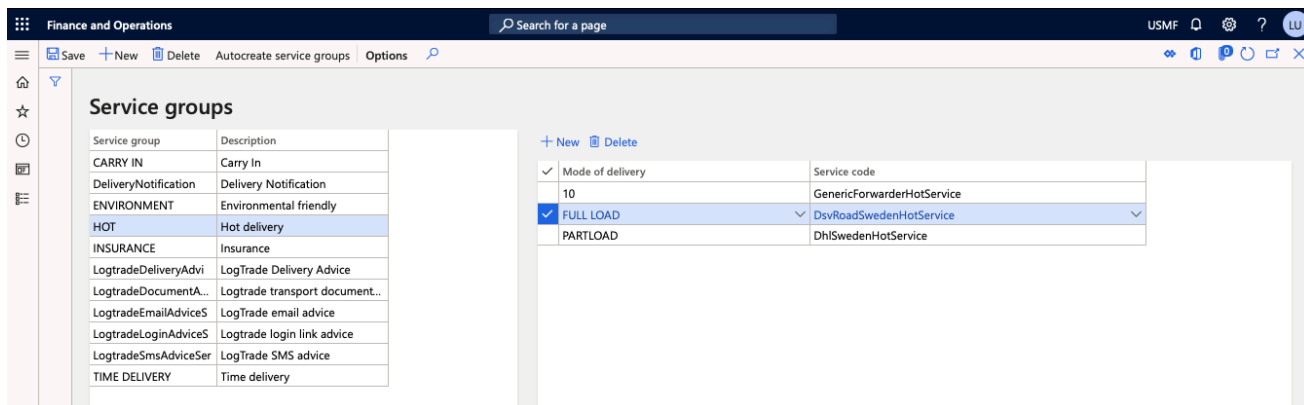 Finance and Operations Search for a page USMF ? LU
Save New Delete Autocreate service groups Options 0
Service groups
New Delete
Service group Description
CARRY IN Carry In
DeliveryNotification Delivery Notification
ENVIRONMENT Environmental friendly
HOT Hot delivery
INSURANCE Insurance
LogtradeDeliveryAdvi LogTrade Delivery Advice
LogtradeDocumentA... Logtrade transport document...
LogtradeEmailAdviceS LogTrade email advice
LogtradeLoginAdviceS Logtrade login link advice
LogtradeSmsAdviceSer LogTrade SMS advice
TIME DELIVERY Time delivery
Mode of delivery Service code
10 GenericForwarderHotService
FULL LOAD DsvRoadSwedenHotService
PARTLOAD DhlSwedenHotService